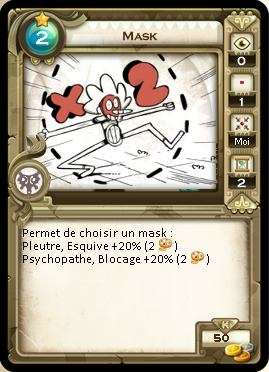 2
Mask
0
x2
1
Moi
2
Permet de choisir un mask :
Pleutre, Esquive +20% (2 )
Psychopathe, Blocage +20% (2 )
K
50